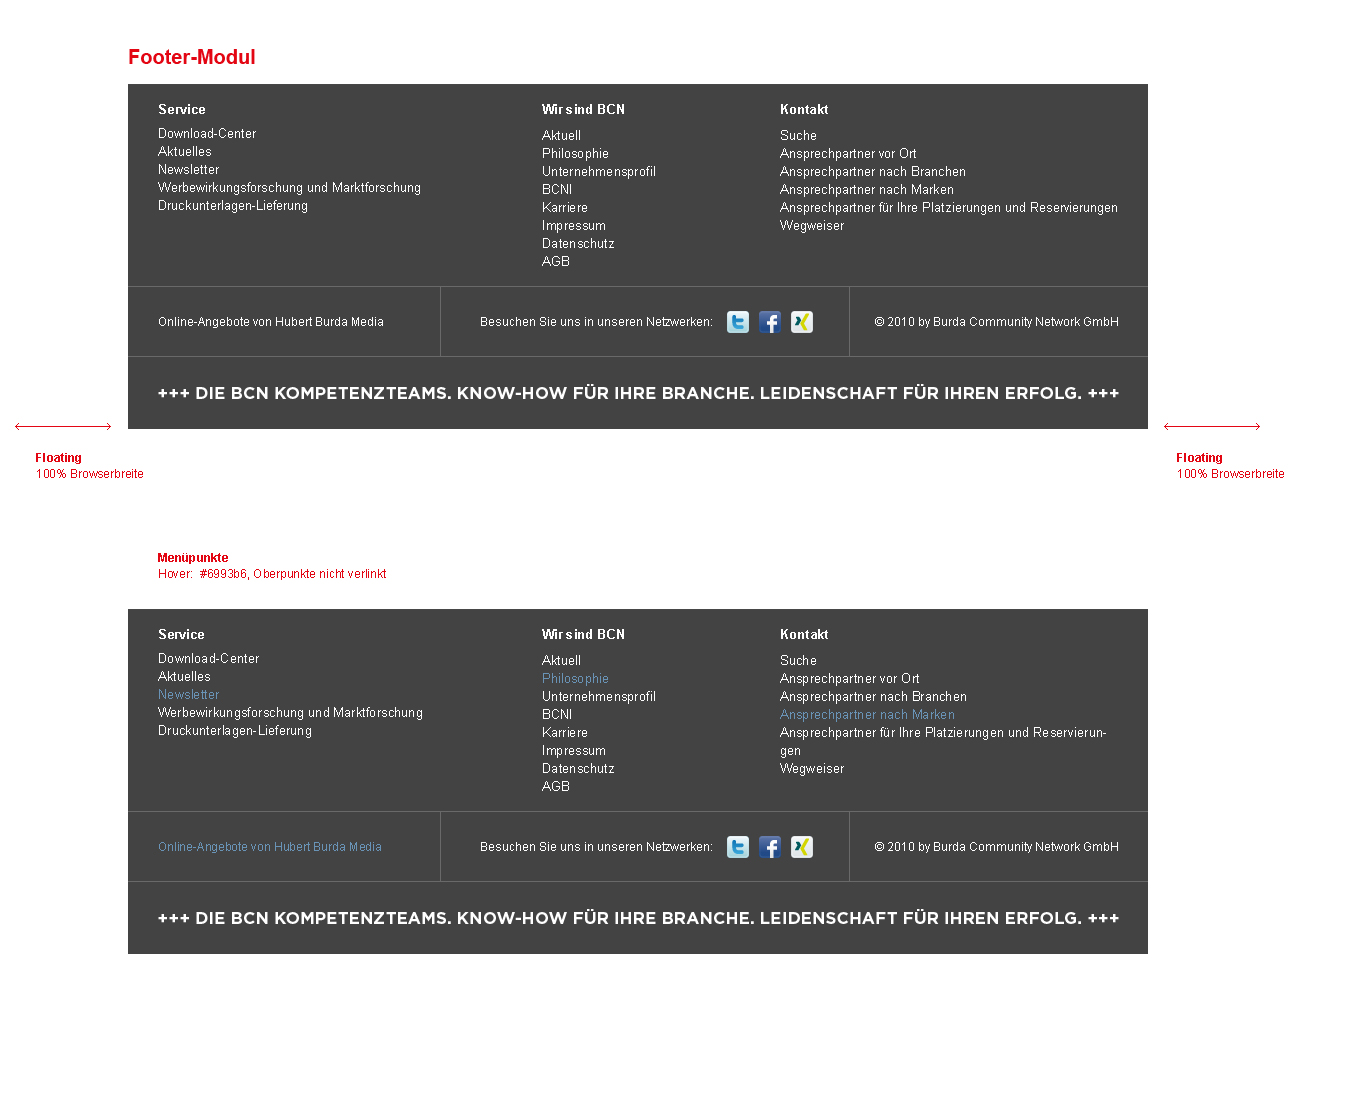 Footer-Modul
Service
Download-Center
Aktuelles
Newsletter
Werbewirkungsforschung und Marktforschung
Druckunterlagen-Lieferung
Wir sind BCN
Aktuell
Philosophie
Unternehmensprofil
BCNI
Karriere
Impressum
Datenschutz
AGB
Kontakt
Suche
Ansprechpartner vor Ort
Ansprechpartner nach Branchen
Ansprechpartner nach Marken
Ansprechpartner für Ihre Platzierungen und Reservierungen
Wegweiser
Online-Angebote von Hubert Burda Media
Besuchen Sie uns in unseren Netzwerken:
© 2010 by Burda Community Network GmbH
+++ DIE BCN KOMPETENZTEAMS. KNOW-HOW FÜR IHRE BRANCHE. LEIDENSCHAFT FÜR IHREN ERFOLG. +++
Floating
100% Browserbreite
Floating
100% Browserbreite
Menüpunkte
Hover: #6993b6, Oberpunkte nicht verlinkt
Service
Download-Center
Aktuelles
Newsletter
Werbewirkungsforschung und Marktforschung
Druckunterlagen-Lieferung
Wir sind BCN
Aktuell
Philosophie
Unternehmensprofil
BCNI
Karriere
Impressum
Datenschutz
AGB
Kontakt
Suche
Ansprechpartner vor Ort
Ansprechpartner nach Branchen
Ansprechpartner nach Marken
Ansprechpartner für Ihre Platzierungen und Reservierun-
gen
Wegweiser
Online-Angebote von Hubert Burda Media
Besuchen Sie uns in unseren Netzwerken:
© 2010 by Burda Community Network GmbH
+++ DIE BCN KOMPETENZTEAMS. KNOW-HOW FÜR IHRE BRANCHE. LEIDENSCHAFT FÜR IHREN ERFOLG. +++